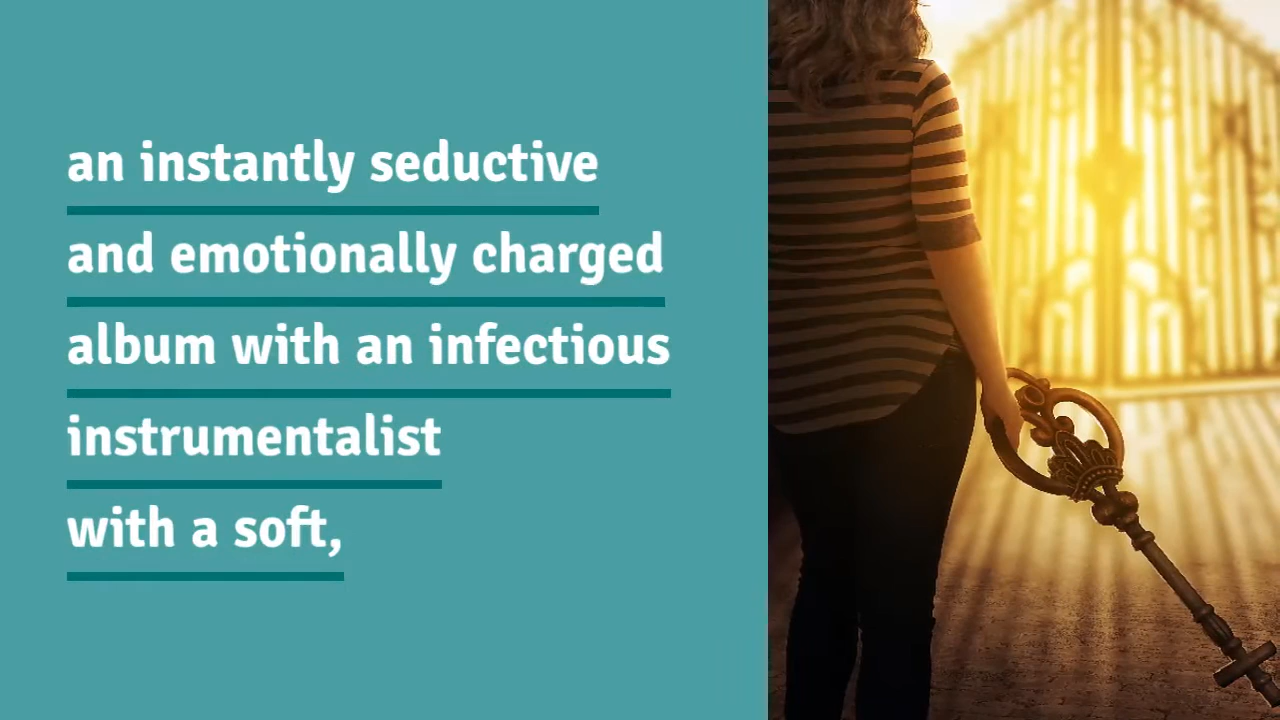 an instantly seductive
and emotionally charged
album with an infectious
instrumentalist
with a soft,